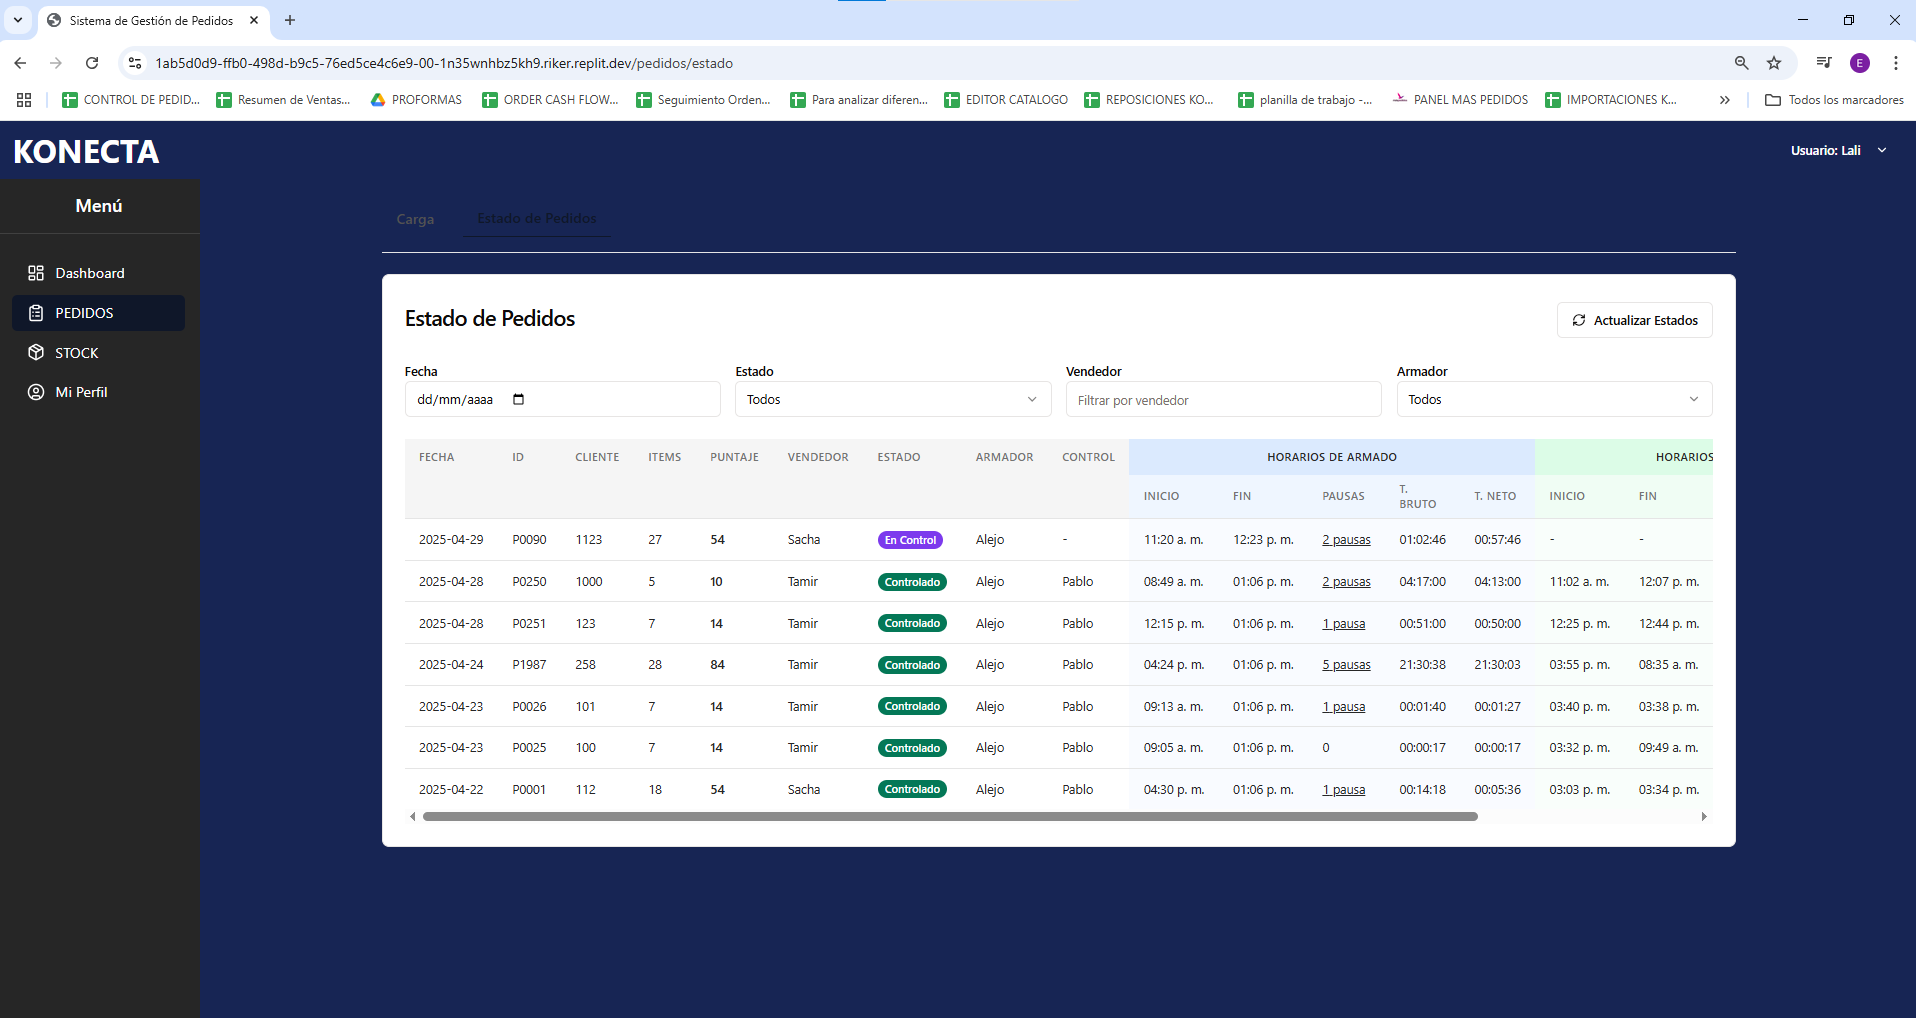 Sistema de Gestión de Pedidos
1ab5d0d9-ffb0-498d-b9c5-76ed5ce4c6e9-00-1n35wnhbz5kh9.riker.replit.dev/pedidos/estado
E
CONTROL DE PEDID... Resumen de Ventas... PROFORMAS ORDER CASH FLOW... Seguimiento Orden... Para analizar diferen... EDITOR CATALOGO REPOSICIONES KO... planilla de trabajo -... PANEL MAS PEDIDOS IMPORTACIONES K... Todos los marcadores
KONECTA
Usuario: Lali
Menú
Dashboard
PEDIDOS
STOCK
Mi Perfil
Carga Estado de Pedidos
Estado de Pedidos
Actualizar Estados
Fecha Estado Vendedor Armador
dd/mm/aaaa Todos Filtrar por vendedor Todos
FECHA ID CLIENTE ITEMS PUNTAJE VENDEDOR ESTADO ARMADOR CONTROL HORARIOS DE ARMADO HORARIOS
INICIO FIN PAUSAS T. BRUTO T. NETO INICIO FIN
2025-04-29 P0090 1123 27 54 Sacha En Control Alejo - 11:20 a. m. 12:23 p. m. 2 pausas 01:02:46 00:57:46 - -
2025-04-28 P0250 1000 5 10 Tamir Controlado Alejo Pablo 08:49 a. m. 01:06 p. m. 2 pausas 04:17:00 04:13:00 11:02 a. m. 12:07 p. m.
2025-04-28 P0251 123 7 14 Tamir Controlado Alejo Pablo 12:15 p. m. 01:06 p. m. 1 pausa 00:51:00 00:50:00 12:25 p. m. 12:44 p. m.
2025-04-24 P1987 258 28 84 Tamir Controlado Alejo Pablo 04:24 p. m. 01:06 p. m. 5 pausas 21:30:38 21:30:03 03:55 p. m. 08:35 a. m.
2025-04-23 P0026 101 7 14 Tamir Controlado Alejo Pablo 09:13 a. m. 01:06 p. m. 1 pausa 00:01:40 00:01:27 03:40 p. m. 03:38 p. m.
2025-04-23 P0025 100 7 14 Tamir Controlado Alejo Pablo 09:05 a. m. 01:06 p. m. 0 00:00:17 00:00:17 03:32 p. m. 09:49 a. m.
2025-04-22 P0001 112 18 54 Sacha Controlado Alejo Pablo 04:30 p. m. 01:06 p. m. 1 pausa 00:14:18 00:05:36 03:03 p. m. 03:34 p. m.